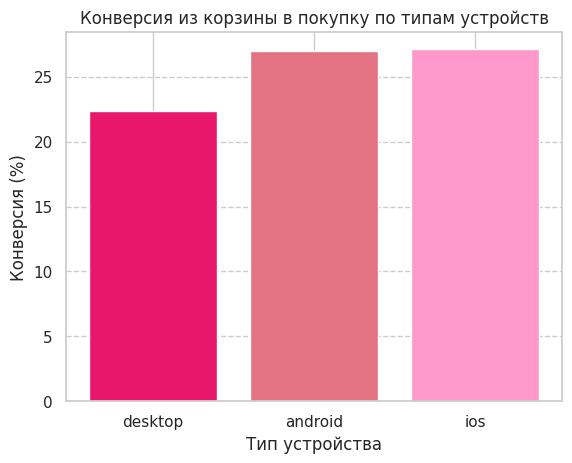 Конверсия из корзины в покупку по типам устройств
Конверсия (%)
25
20
15
10
5
0
desktop android ios
Тип устройства